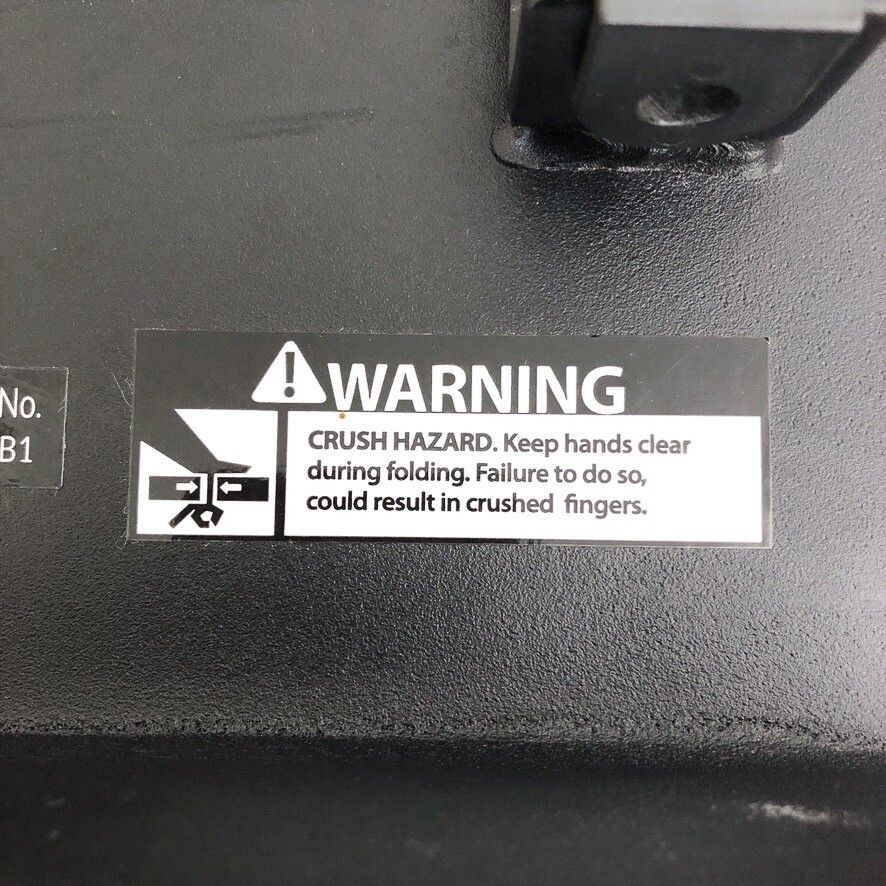 No.
B1
WARNING
CRUSH HAZARD. Keep hands clear
during folding. Failure to do so,
could result in crushed fingers.